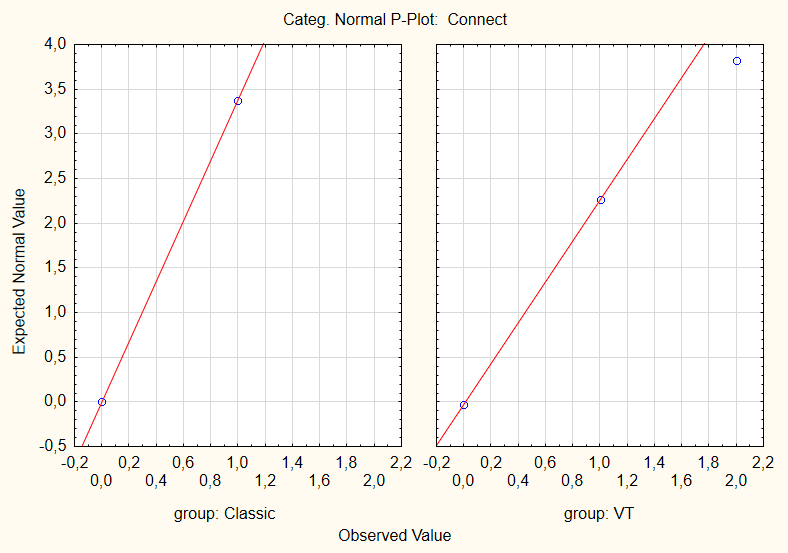 Categ. Normal P-Plot:  Connect
Expected Normal Value
4,0
3,5
3,0
2,5
2,0
1,5
1,0
0,5
0,0
-0,5
-0,2 0,2 0,6 1,0 1,4 1,8 2,2
0,0 0,4 0,8 1,2 1,6 2,0
group: Classic
-0,2 0,2 0,6 1,0 1,4 1,8 2,2
0,0 0,4 0,8 1,2 1,6 2,0
group: VT
Observed Value